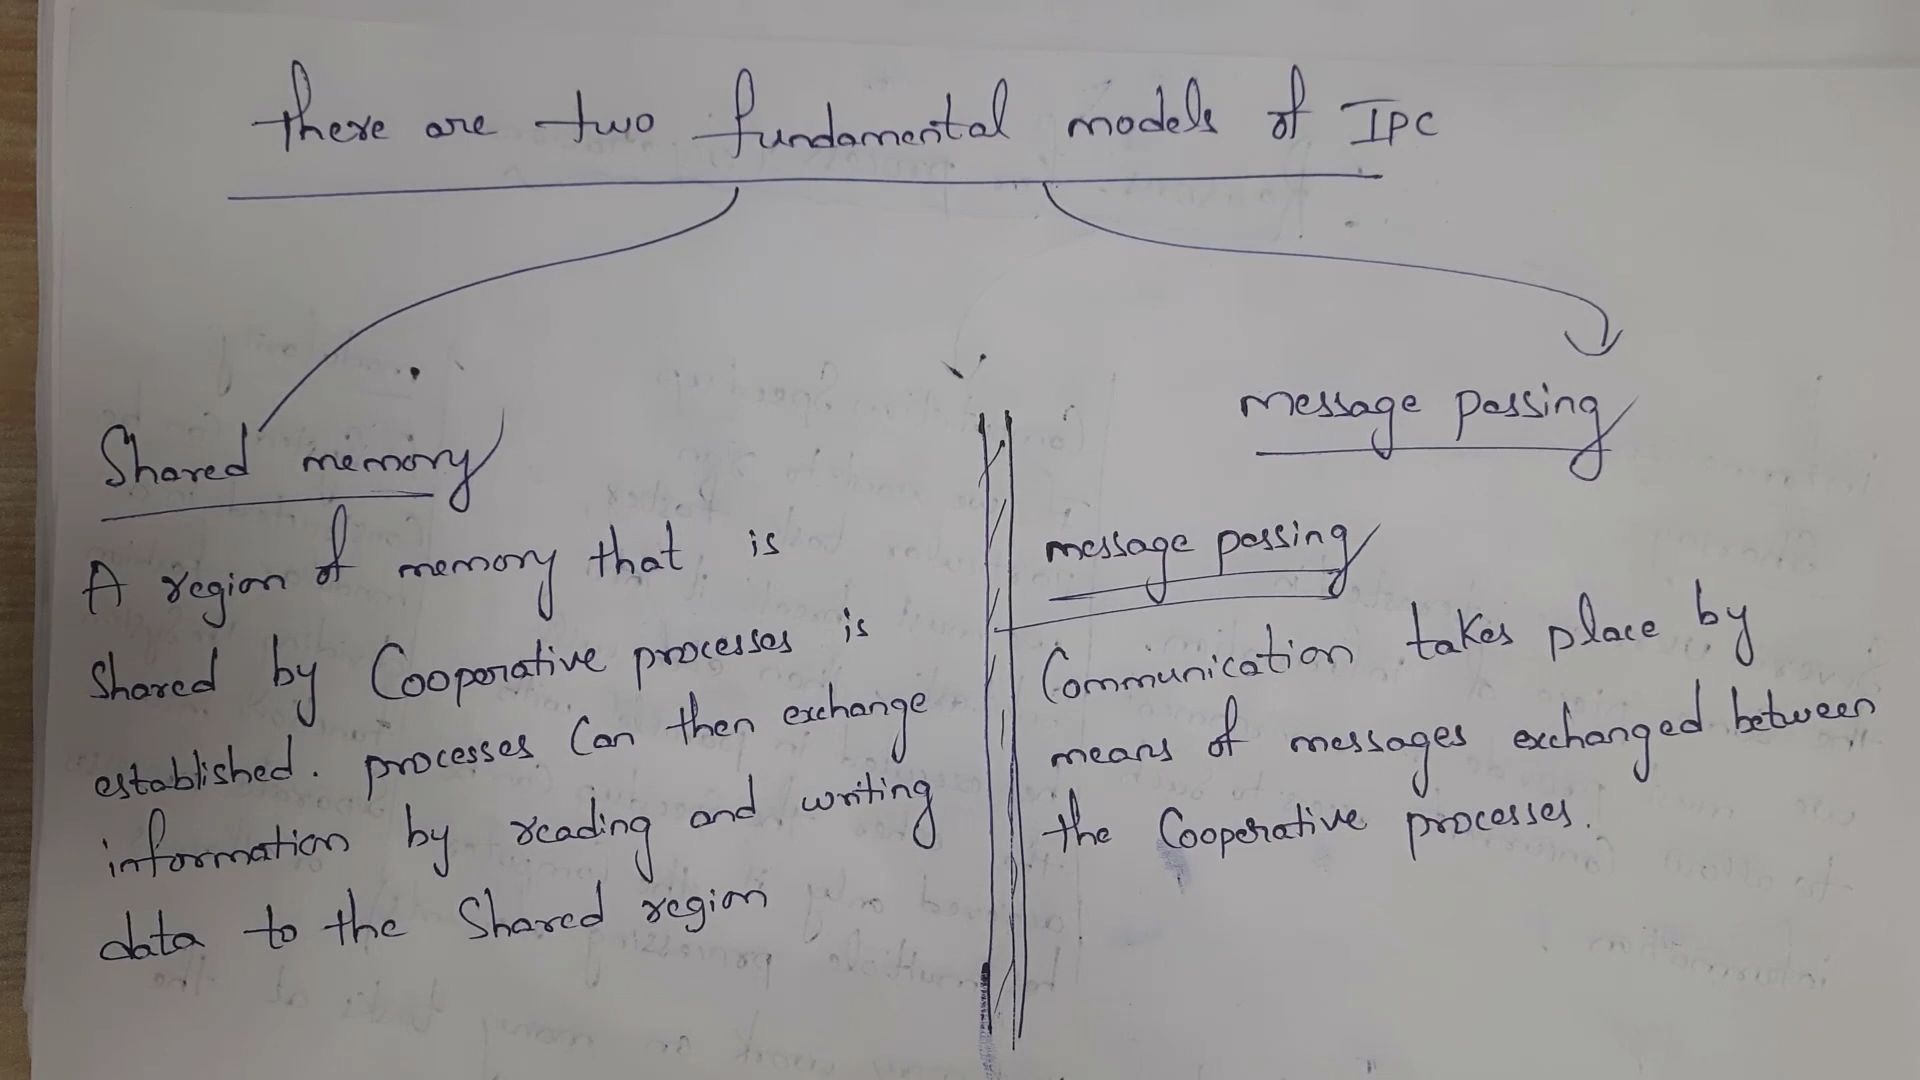 there are two fundamental models of IPC
Shared memory
A region of memory that is
Shared by Cooperative processes is
established. processes Can then exchange
information by reading and writing
data to the Shared region
message passing
message passing
Communication takes place by
means of messages exchanged between
the Cooperative processes.